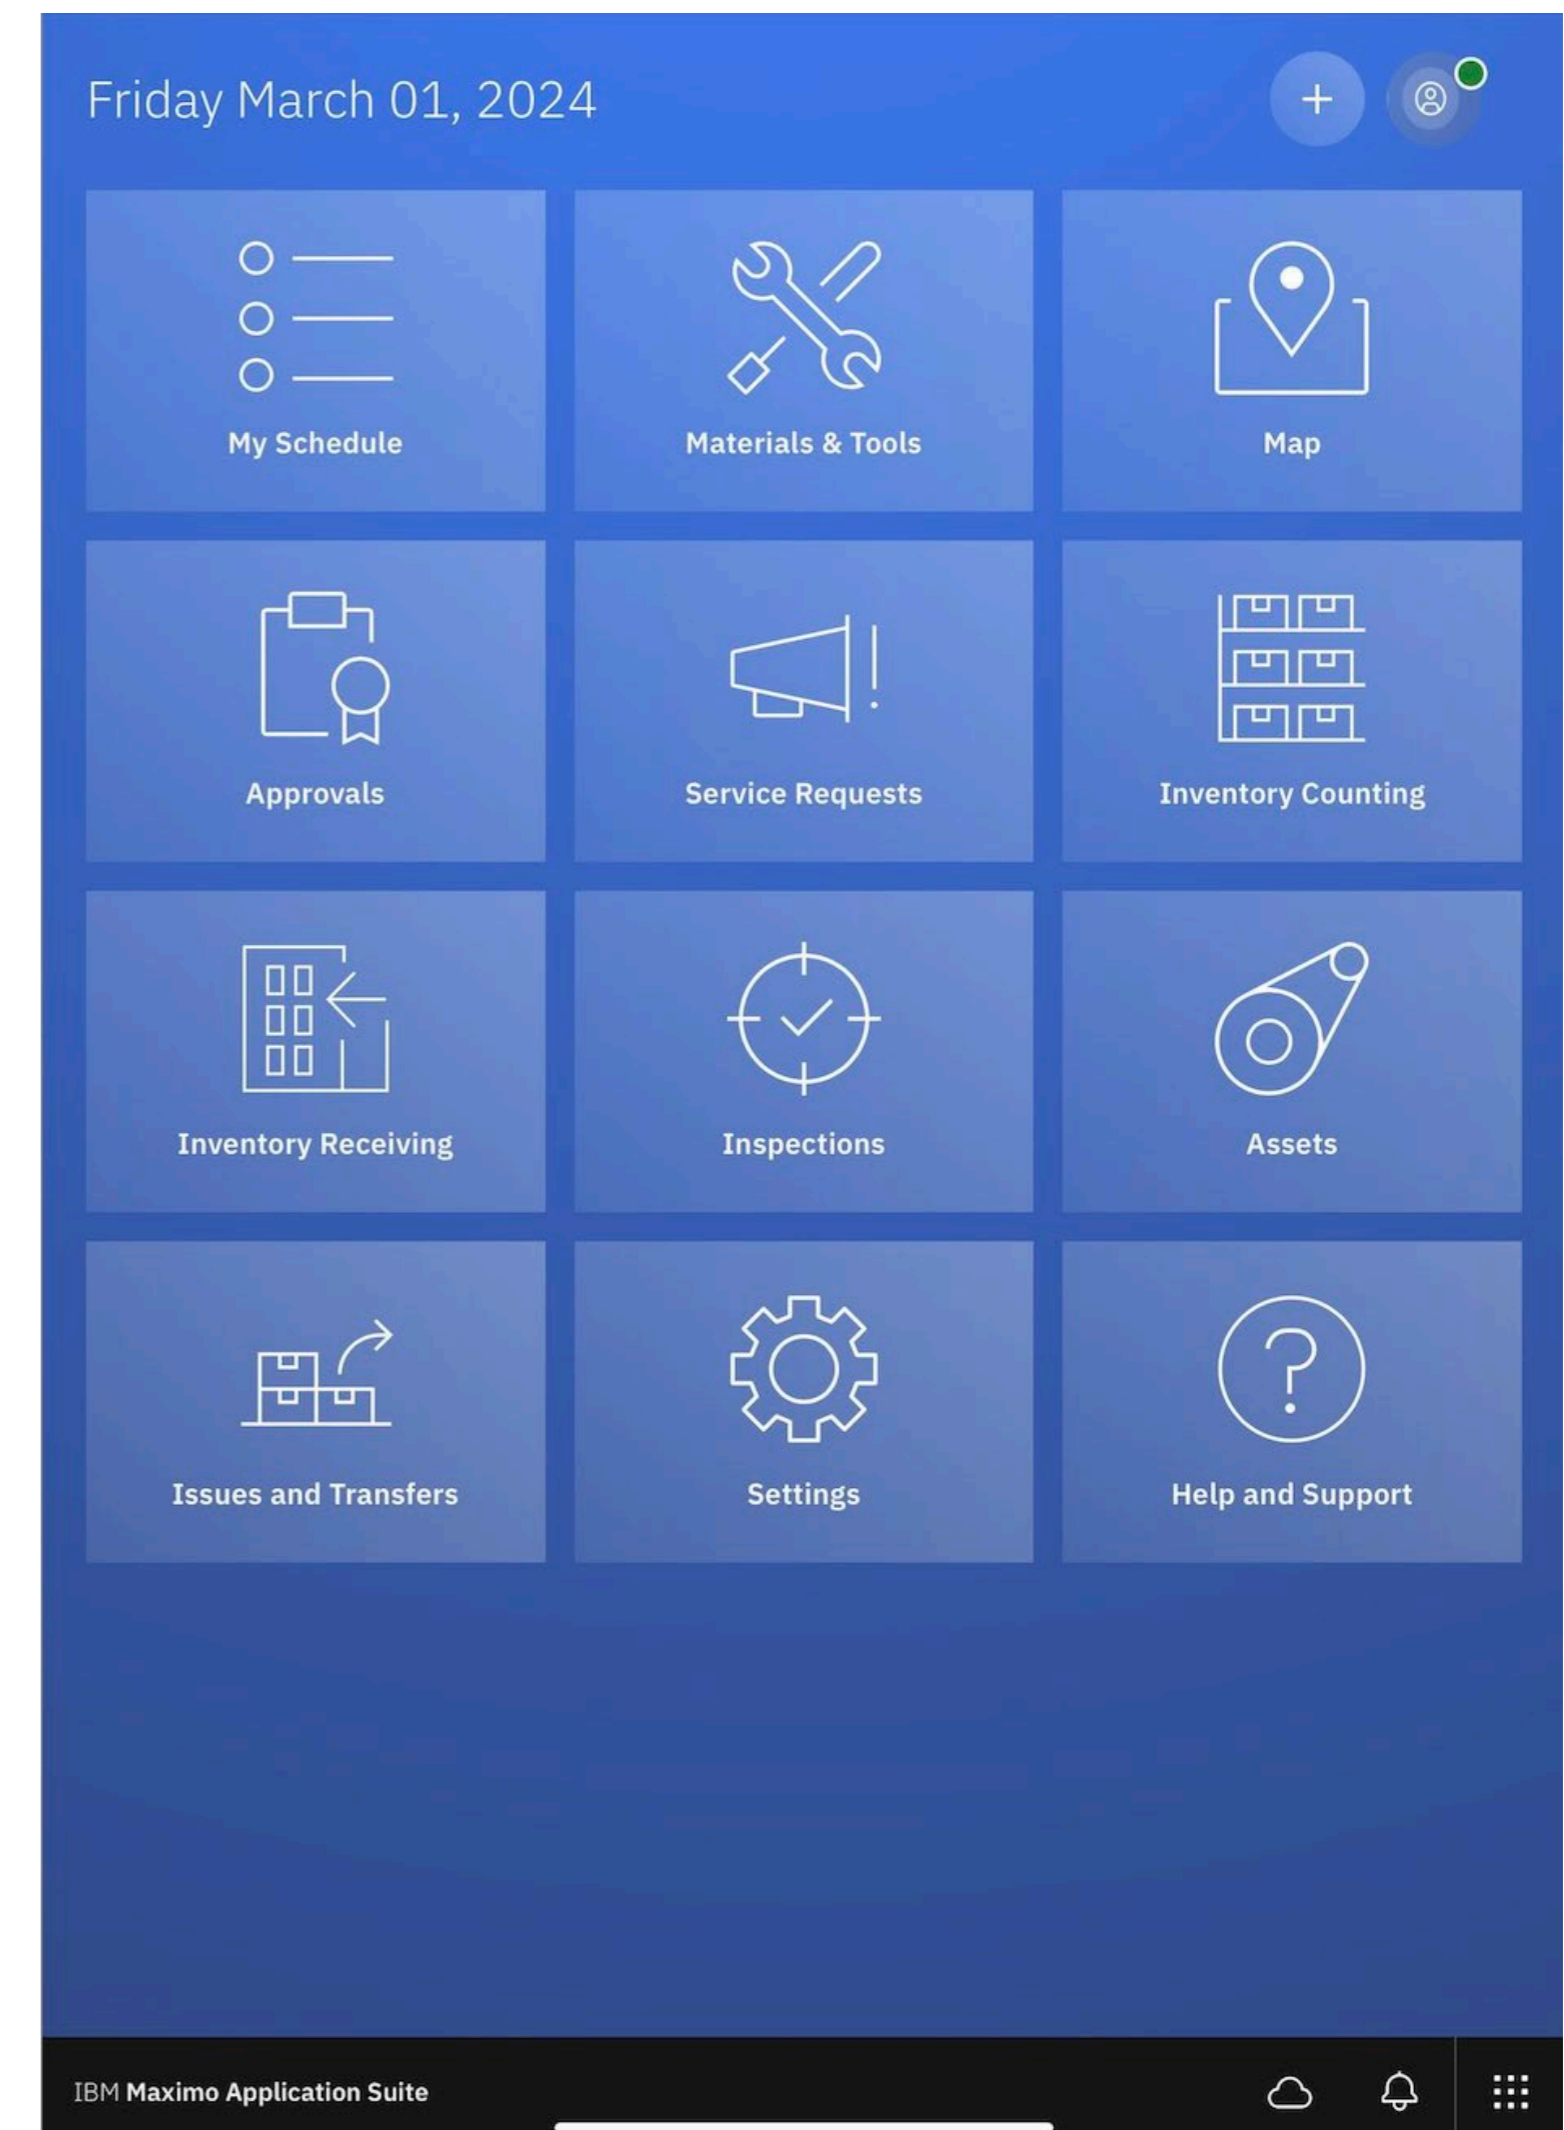 Friday March 01, 2024
My Schedule
Materials & Tools
Map
Approvals
Service Requests
Inventory Counting
Inventory Receiving
Inspections
Assets
Issues and Transfers
Settings
Help and Support
IBM Maximo Application Suite